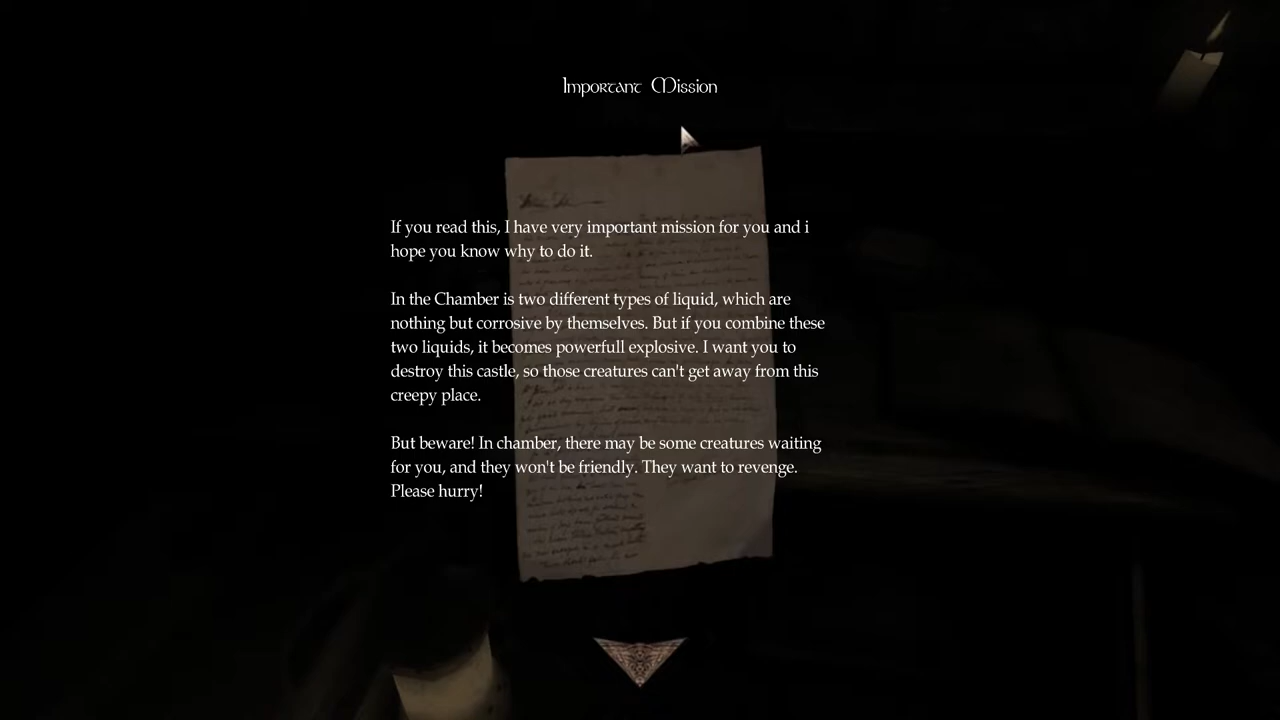 Important Mission
If you read this, I have very important mission for you and i
hope you know why to do it.
In the Chamber is two different types of liquid, which are
nothing but corrosive by themselves. But if you combine these
two liquids, it becomes powerfull explosive. I want you to
destroy this castle, so those creatures can't get away from this
creepy place.
But beware! In chamber, there may be some creatures waiting
for you, and they won't be friendly. They want to revenge.
Please hurry!